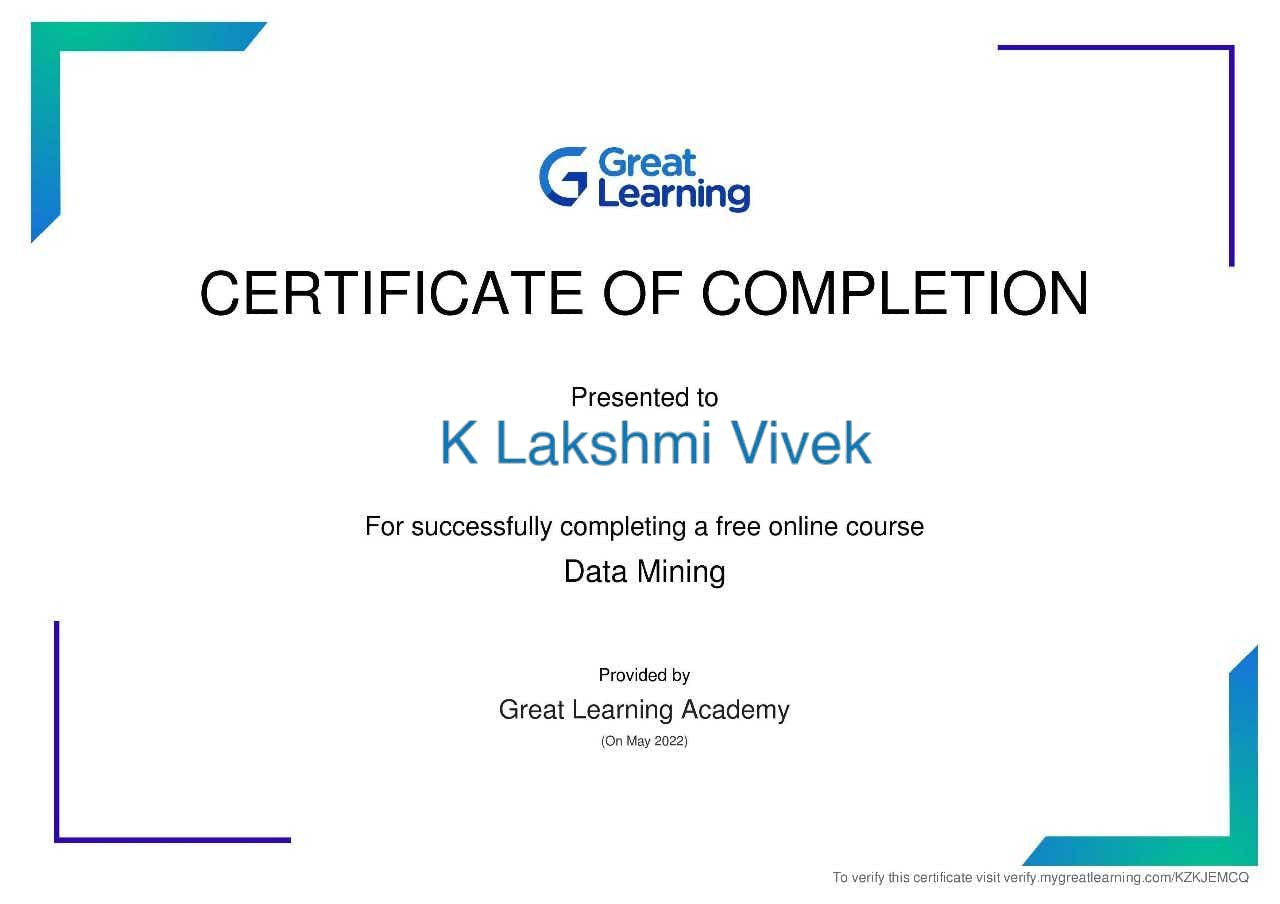 Great
Learning
CERTIFICATE OF COMPLETION
Presented to
K Lakshmi Vivek
For successfully completing a free online course
Data Mining
Provided by
Great Learning Academy
(On May 2022)
To verify this certificate visit verify.mygreatlearning.com/KZKJEMCQ